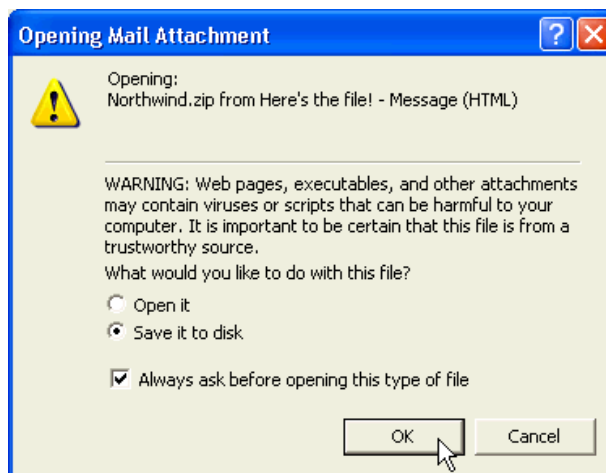 Opening Mail Attachment
Opening:
Northwind.zip from Here's the file! - Message (HTML)
WARNING: Web pages, executables, and other attachments
may contain viruses or scripts that can be harmful to your
computer. It is important to be certain that this file is from a
trustworthy source.
What would you like to do with this file?
Open it
Save it to disk
Always ask before opening this type of file
OK
Cancel